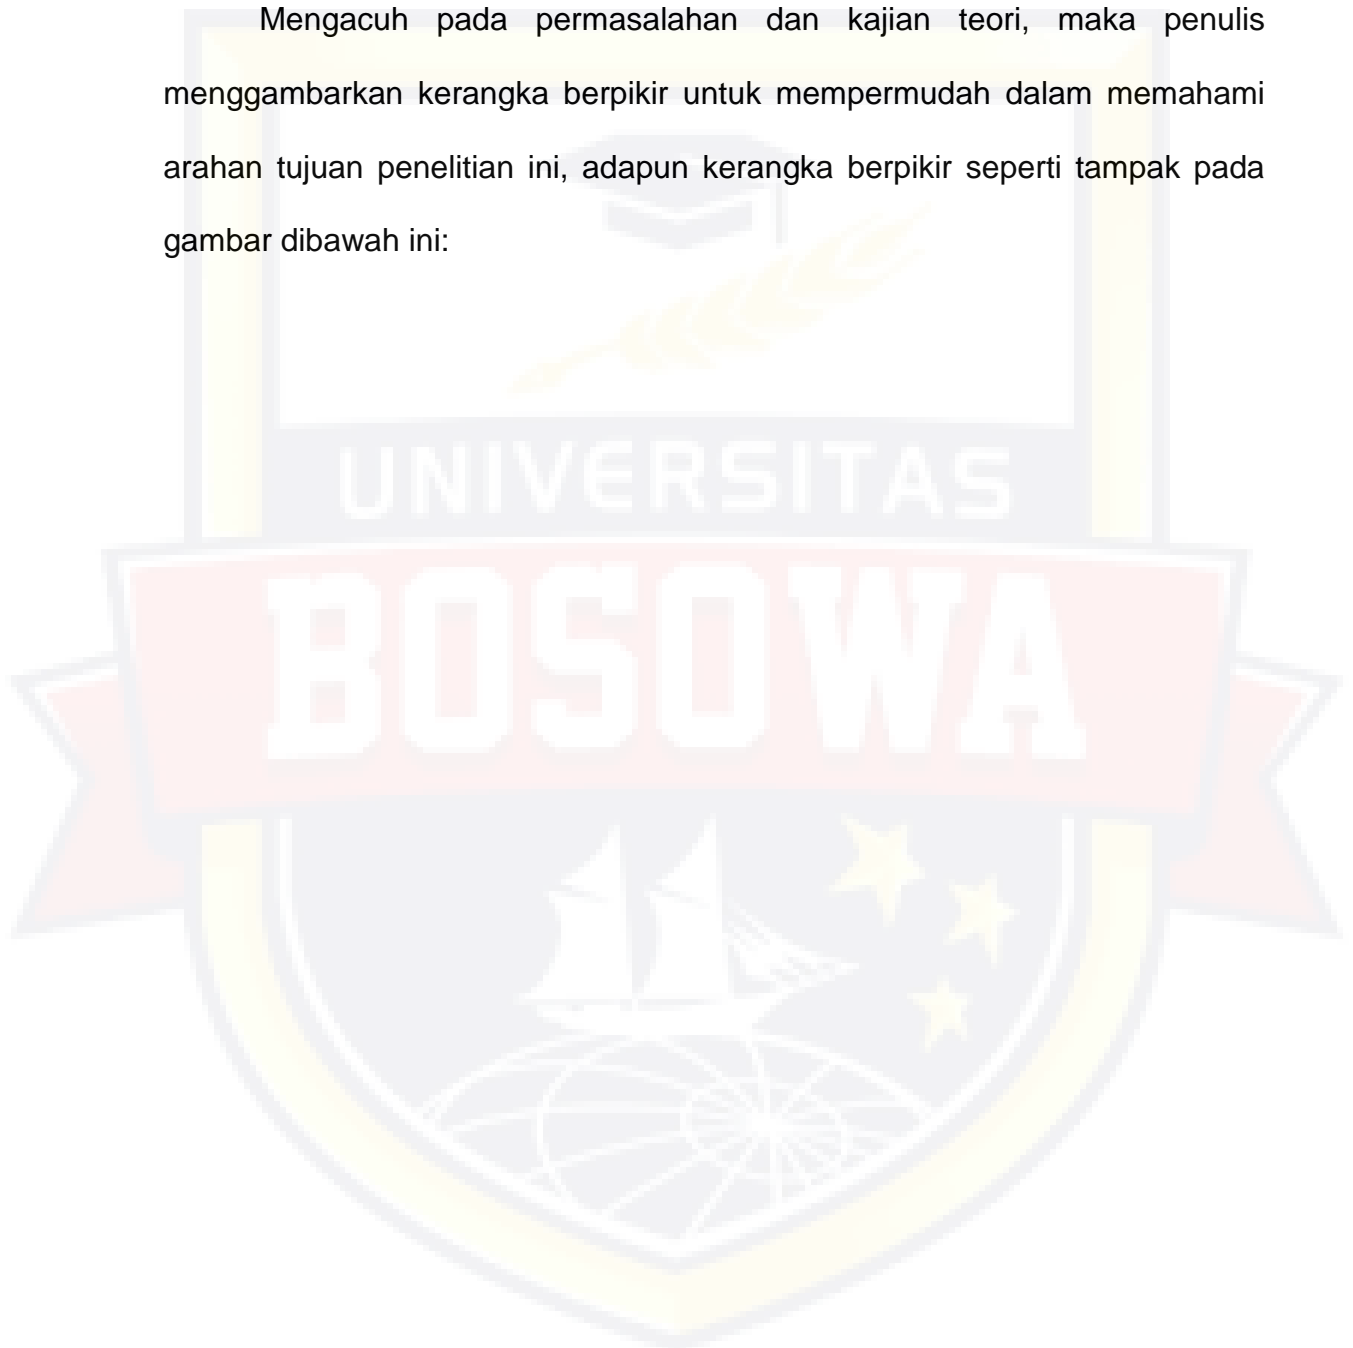 Mengacuh pada permasalahan dan kajian teori, maka penulis
menggambarkan kerangka berpikir untuk mempermudah dalam memahami
arahan tujuan penelitian ini, adapun kerangka berpikir seperti tampak pada
gambar dibawah ini:
UNIVERSITAS
BOSOWA